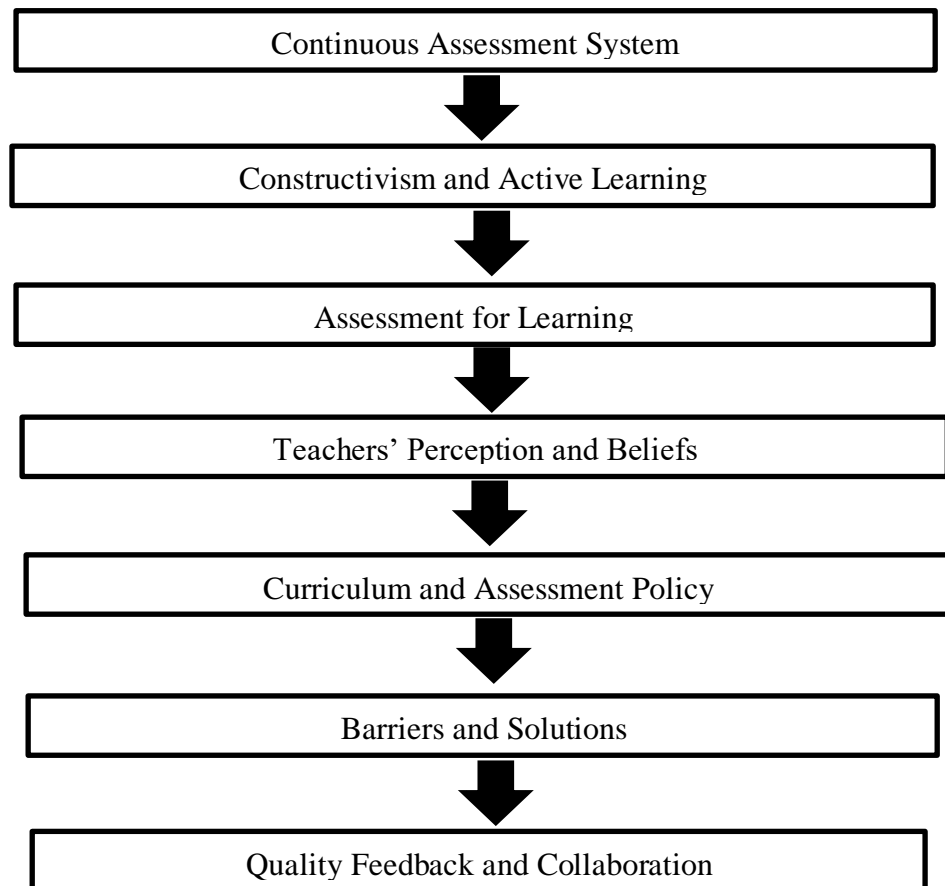 Continuous Assessment System
Constructivism and Active Learning
Assessment for Learning
Teachers’ Perception and Beliefs
Curriculum and Assessment Policy
Barriers and Solutions
Quality Feedback and Collaboration